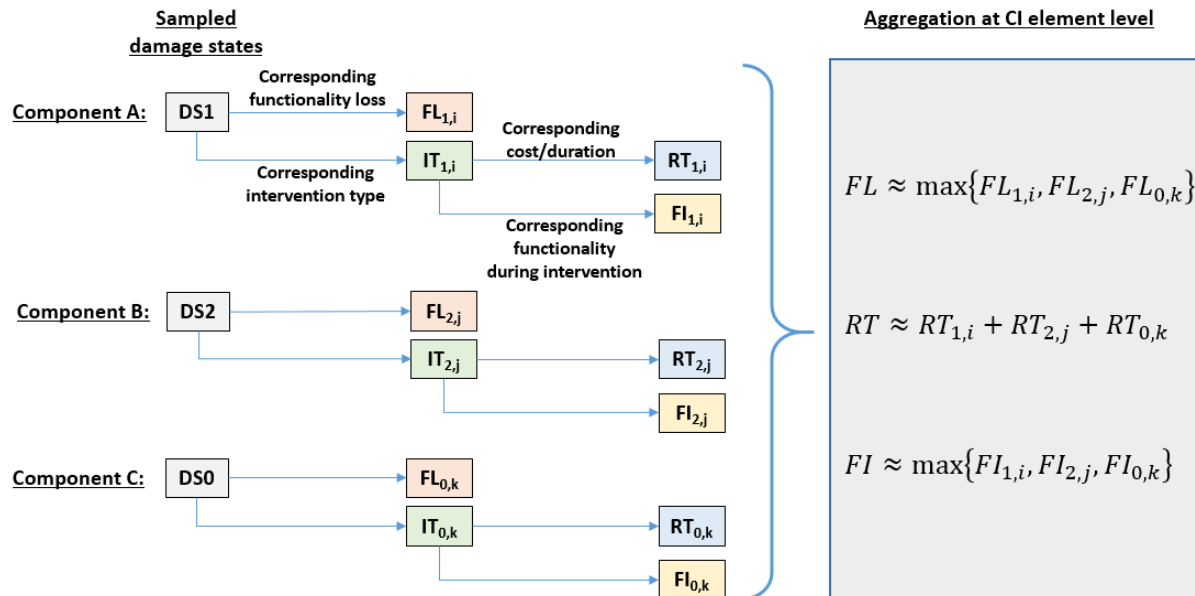 Sampled
damage states
Aggregation at CI element level
Component A:
DS1
Corresponding
functionality loss
FL1,i
Corresponding
intervention type
IT1,i
Corresponding
cost/duration
RT1,i
FI1,i
Corresponding
functionality
during intervention
Component B:
DS2
FL2,j
IT2,j
RT2,j
FI2,j
Component C:
DS0
FL0,k
IT0,k
RT0,k
FI0,k
FL ≈ max{FL1,i, FL2,j, FL0,k}
RT ≈ RT1,i + RT2,j + RT0,k
FI ≈ max{FI1,i, FI2,j, FI0,k}